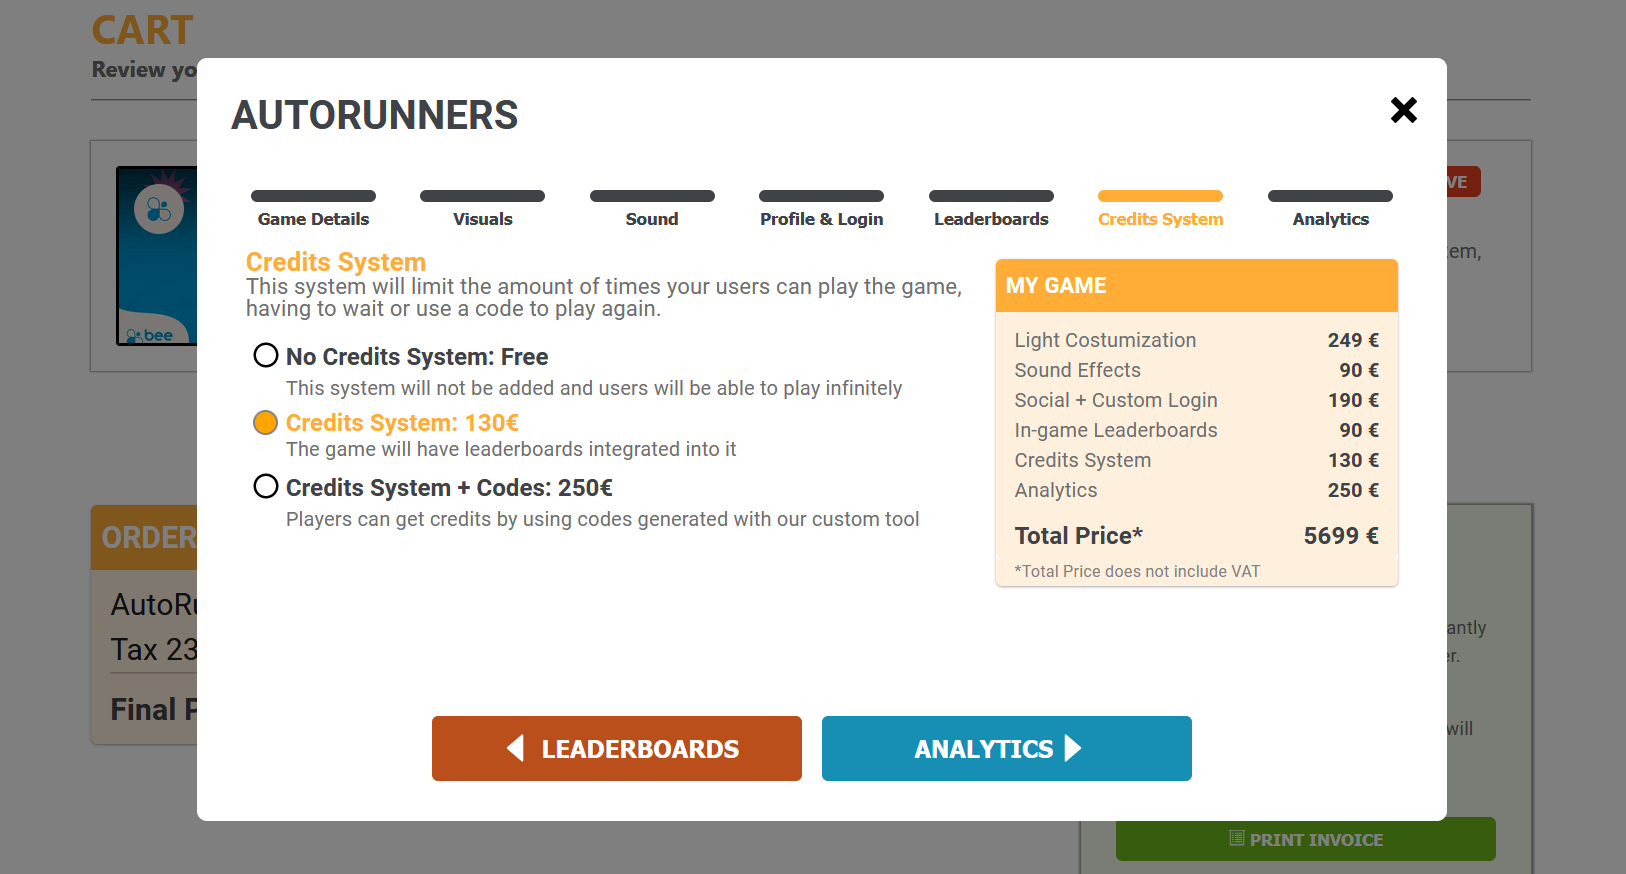 CART
Review yo
AUTORUNNERS
Game Details
Visuals
Sound
Profile & Login
Leaderboards
Credits System
Analytics
Credits System
This system will limit the amount of times your users can play the game,
having to wait or use a code to play again.
No Credits System: Free
This system will not be added and users will be able to play infinitely
Credits System: 130€
The game will have leaderboards integrated into it
Credits System + Codes: 250€
Players can get credits by using codes generated with our custom tool
MY GAME
Light Costumization 249 €
Sound Effects 90 €
Social + Custom Login 190 €
In-game Leaderboards 90 €
Credits System 130 €
Analytics 250 €
Total Price* 5699 €
*Total Price does not include VAT
LEADERBOARDS
ANALYTICS
bee
VE
em,
ORDER
AutoRu
Tax 23
Final P
antly
er.
will
PRINT INVOICE